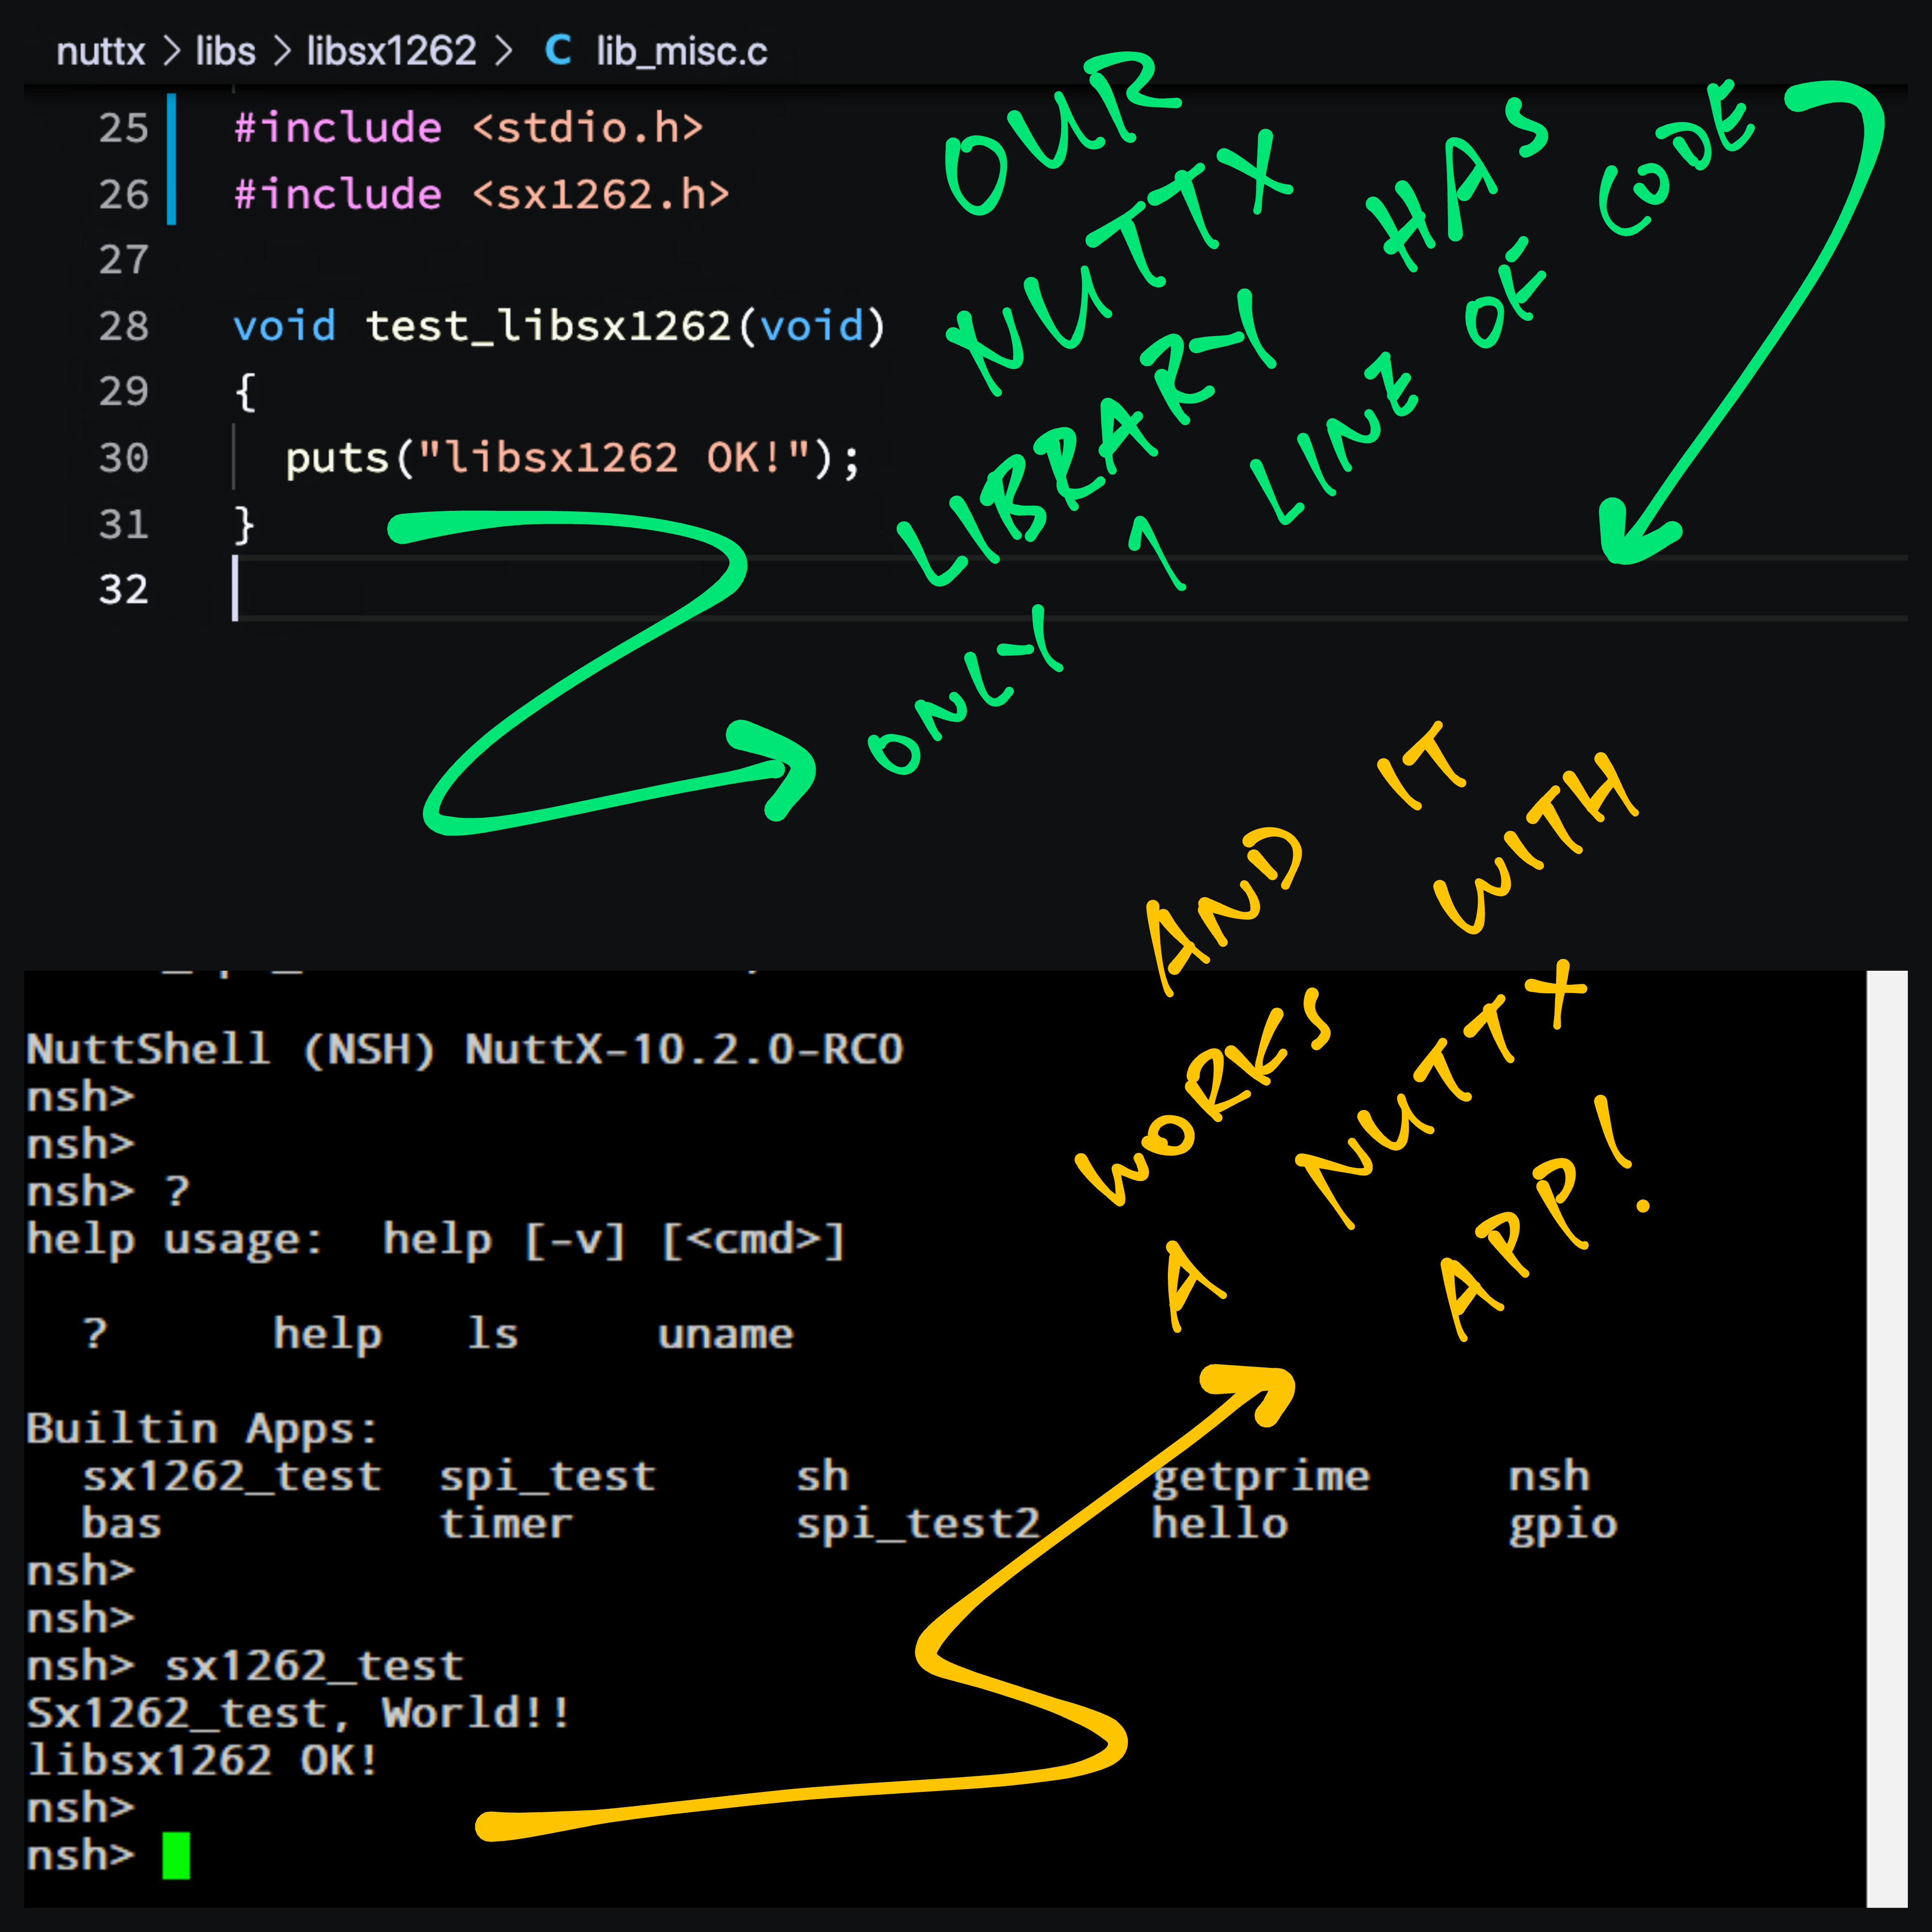 nuttx > libs > libsx1262 > C lib_misc.c
25 #include <stdio.h>
26 #include <sx1262.h>
27
28 void test_libsx1262(void)
29 {
30 puts("libsx1262 OK!");
31 }
32
OUR
NUTTX
LIBRARY HAS
ONLY 1 LINE OF CODE
AND IT
WORKS WITH
A NUTTX
APP!
NuttShell (NSH) NuttX-10.2.0-RC0
nsh>
nsh>
nsh> ?
help usage:  help [-v] [<cmd>]
? help ls uname
Builtin Apps:
sx1262_test spi_test sh getprime nsh
bas timer spi_test2 hello gpio
nsh>
nsh>
nsh> sx1262_test
Sx1262_test, World!!
libsx1262 OK!
nsh>
nsh>